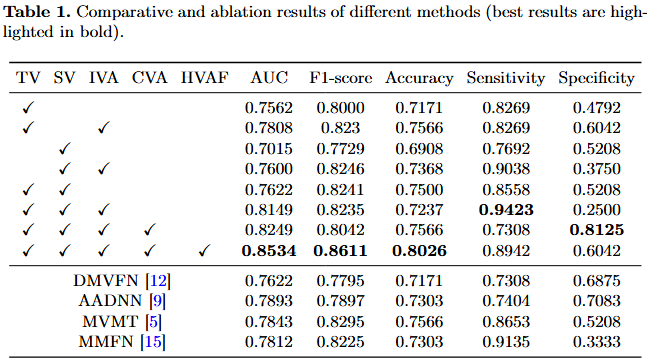 Table 1. Comparative and ablation results of different methods (best results are high-
lighted in bold).
TV SV IVA CVA HVAF AUC F1-score Accuracy Sensitivity Specificity
✓ 0.7562 0.8000 0.7171 0.8269 0.4792
✓ ✓ 0.7808 0.823 0.7566 0.8269 0.6042
✓ 0.7015 0.7729 0.6908 0.7692 0.5208
✓ ✓ 0.7600 0.8246 0.7368 0.9038 0.3750
✓ ✓ 0.7622 0.8241 0.7500 0.8558 0.5208
✓ ✓ ✓ 0.8149 0.8235 0.7237 0.9423 0.2500
✓ ✓ ✓ ✓ 0.8249 0.8042 0.7566 0.7308 0.8125
✓ ✓ ✓ ✓ ✓ 0.8534 0.8611 0.8026 0.8942 0.6042
DMVFN [12] 0.7622 0.7795 0.7171 0.7308 0.6875
AADNN [9] 0.7893 0.7897 0.7303 0.7404 0.7083
MVMT [5] 0.7843 0.8295 0.7566 0.8653 0.5208
MMFN [15] 0.7812 0.8225 0.7303 0.9135 0.3333